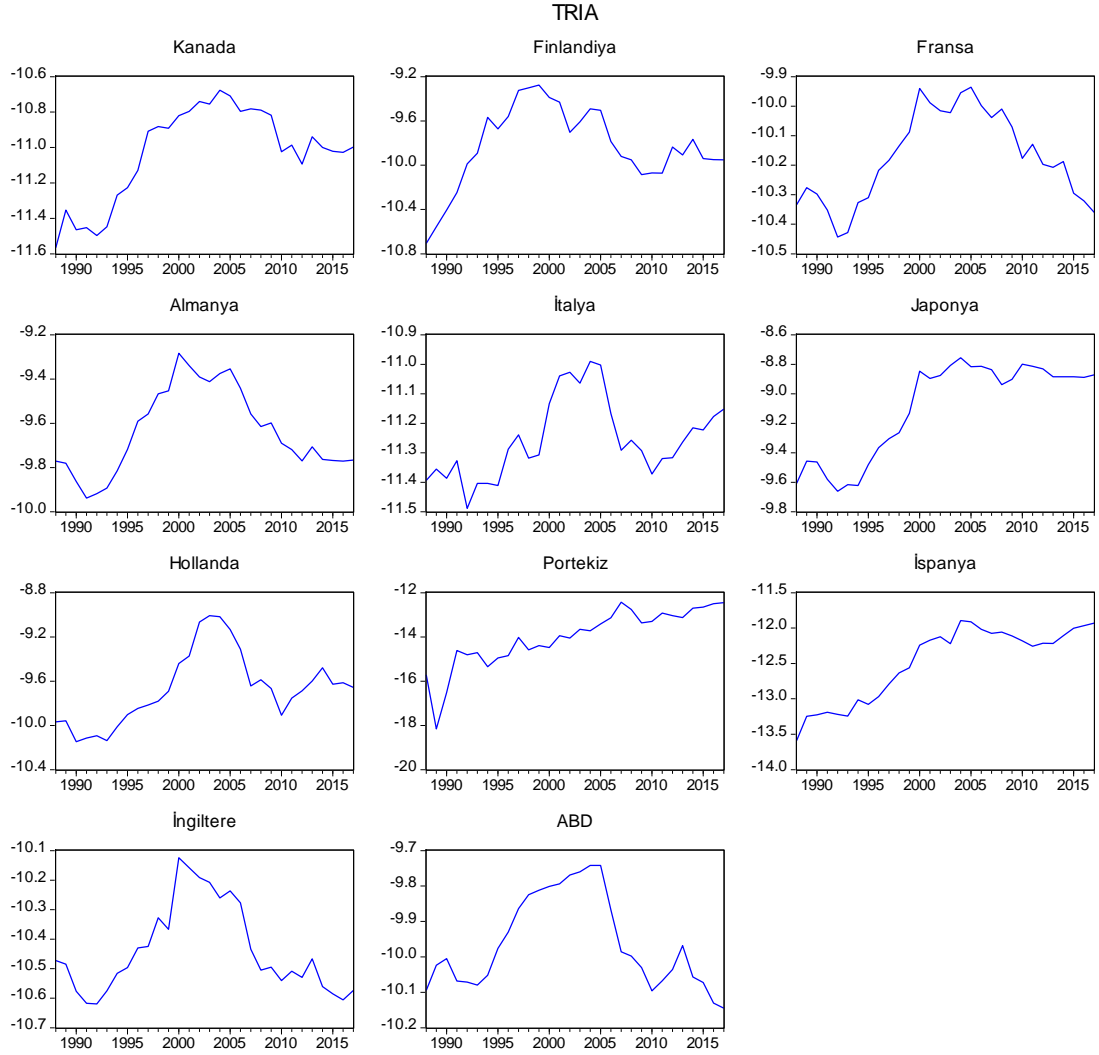 TRIA
Kanada
-10.6
-10.8
-11.0
-11.2
-11.4
-11.6
1990 1995 2000 2005 2010 2015
Finlandiya
-9.2
-9.6
-10.0
-10.4
-10.8
1990 1995 2000 2005 2010 2015
Fransa
-9.9
-10.0
-10.1
-10.2
-10.3
-10.4
-10.5
1990 1995 2000 2005 2010 2015
Almanya
-9.2
-9.4
-9.6
-9.8
-10.0
1990 1995 2000 2005 2010 2015
İtalya
-10.9
-11.0
-11.1
-11.2
-11.3
-11.4
-11.5
1990 1995 2000 2005 2010 2015
Japonya
-8.6
-8.8
-9.0
-9.2
-9.4
-9.6
-9.8
1990 1995 2000 2005 2010 2015
Hollanda
-8.8
-9.2
-9.6
-10.0
-10.4
1990 1995 2000 2005 2010 2015
Portekiz
-12
-14
-16
-18
-20
1990 1995 2000 2005 2010 2015
İspanya
-11.5
-12.0
-12.5
-13.0
-13.5
-14.0
1990 1995 2000 2005 2010 2015
İngiltere
-10.1
-10.2
-10.3
-10.4
-10.5
-10.6
-10.7
1990 1995 2000 2005 2010 2015
ABD
-9.7
-9.8
-9.9
-10.0
-10.1
-10.2
1990 1995 2000 2005 2010 2015